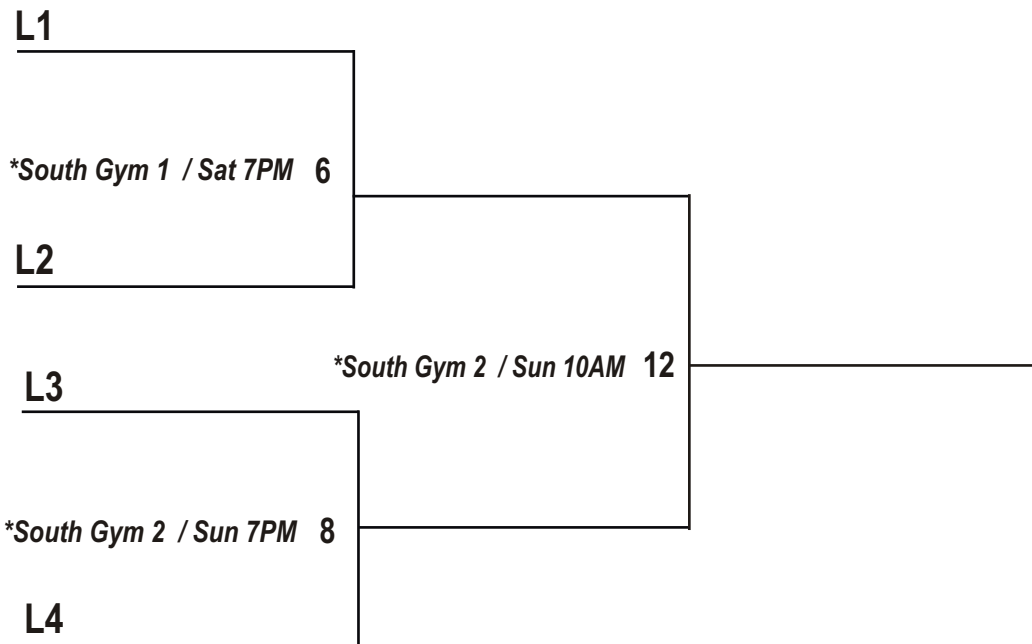 L1
*South Gym 1 / Sat 7PM 6
L2
*South Gym 2 / Sun 10AM 12
L3
*South Gym 2 / Sun 7PM 8
L4